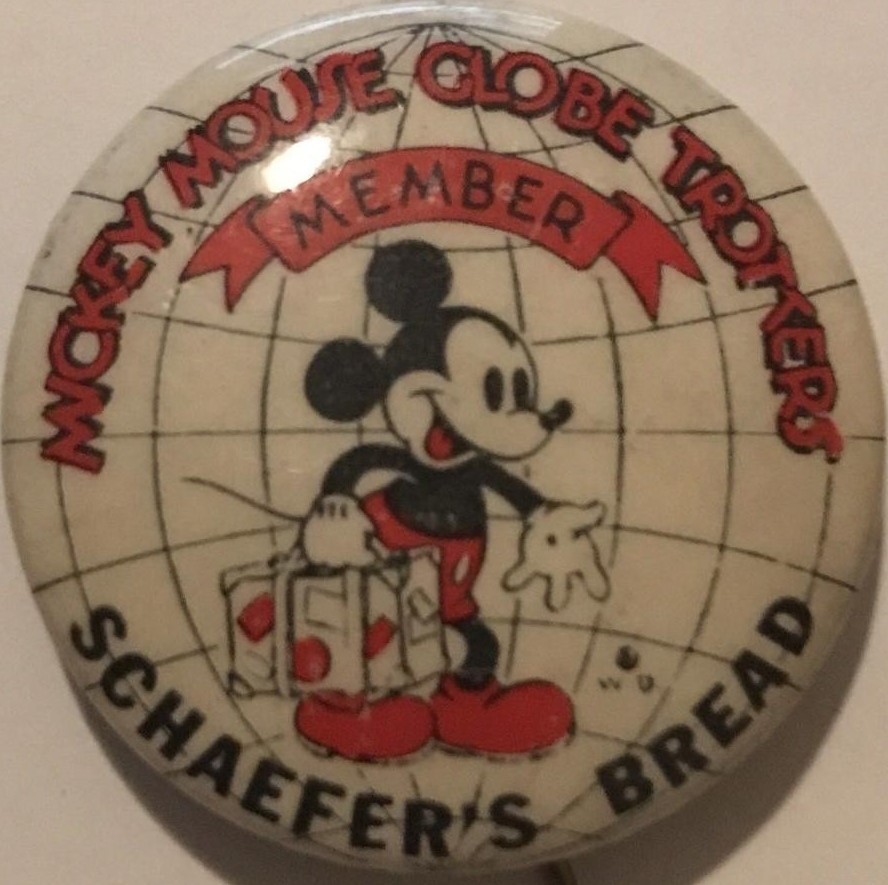 MICKEY MOUSE GLOBE TROTTERS
MEMBER
SCHAEFER'S BREAD